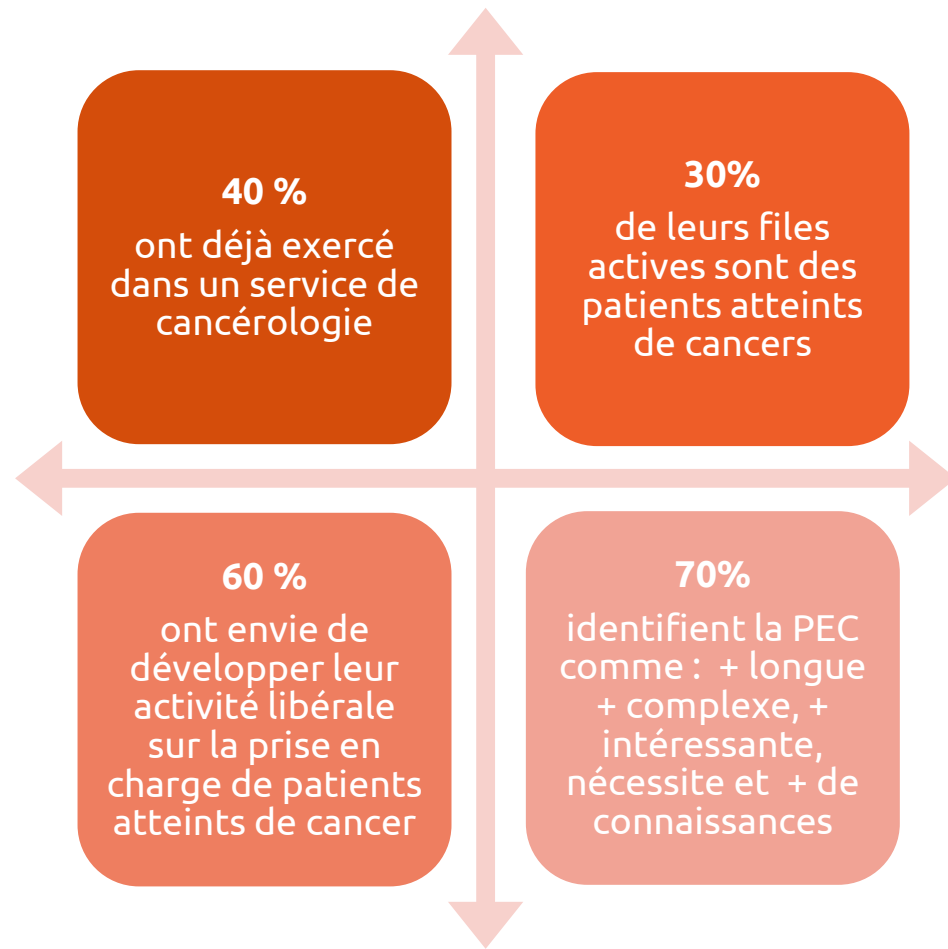 40 %
ont déjà exercé
dans un service de
cancérologie
30%
de leurs files
actives sont des
patients atteints
de cancers
60 %
ont envie de
développer leur
activité libérale
sur la prise en
charge de patients
atteints de cancer
70%
identifient la PEC
comme :  + longue
+ complexe, +
intéressante,
nécessite et  + de
connaissances